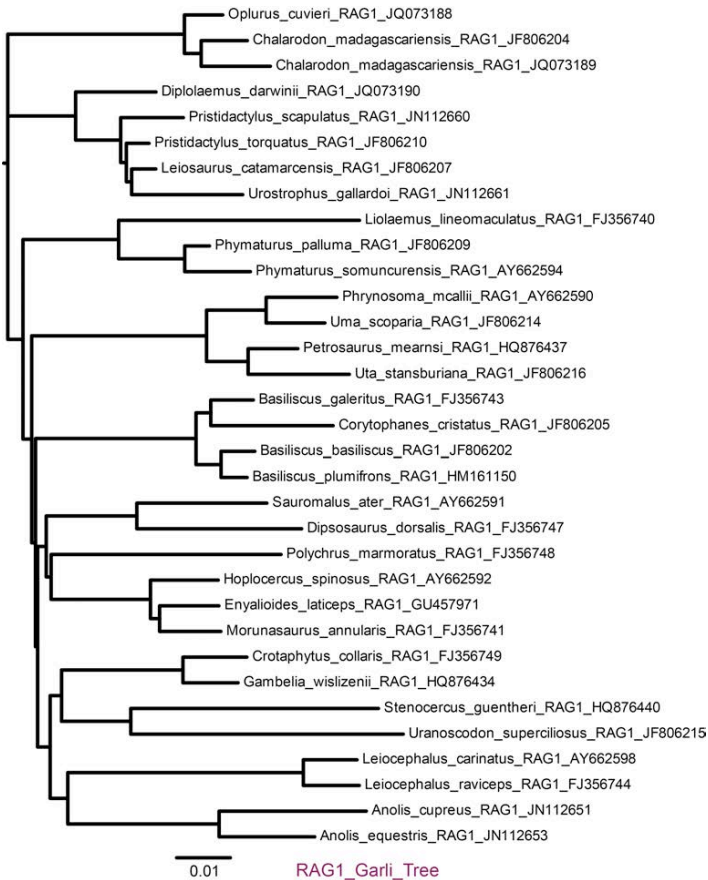 Oplurus_cuvieri_RAG1_JQ073188
Chalarodon_madagascariensis_RAG1_JF806204
Chalarodon_madagascariensis_RAG1_JQ073189
Diplolaemus_darwinii_RAG1_JQ073190
Pristidactylus_scapulatus_RAG1_JN112660
Pristidactylus_torquatus_RAG1_JF806210
Leiosaurus_catamarcensis_RAG1_JF806207
Urostrophus_gallardoi_RAG1_JN112661
Liolaemus_lineomaculatus_RAG1_FJ356740
Phymaturus_palluma_RAG1_JF806209
Phymaturus_somuncurensis_RAG1_AY662594
Phrynosoma_mcallii_RAG1_AY662590
Uma_scoparia_RAG1_JF806214
Petrosaurus_mearnsi_RAG1_HQ876437
Uta_stansburiana_RAG1_JF806216
Basiliscus_galeritus_RAG1_FJ356743
Corytophanes_cristatus_RAG1_JF806205
Basiliscus_basiliscus_RAG1_JF806202
Basiliscus_plumifrons_RAG1_HM161150
Sauromalus_ater_RAG1_AY662591
Dipsosaurus_dorsalis_RAG1_FJ356747
Polychrus_marmoratus_RAG1_FJ356748
Hoplocercus_spinosus_RAG1_AY662592
Enyalioides_laticeps_RAG1_GU457971
Morunasaurus_annularis_RAG1_FJ356741
Crotaphytus_collaris_RAG1_FJ356749
Gambelia_wislizenii_RAG1_HQ876434
Stenocercus_guentheri_RAG1_HQ876440
Uranoscodon_superciliosus_RAG1_JF806215
Leiocephalus_carinatus_RAG1_AY662598
Leiocephalus_raviceps_RAG1_FJ356744
Anolis_cupreus_RAG1_JN112651
Anolis_equestris_RAG1_JN112653
0.01
RAG1_Garli_Tree